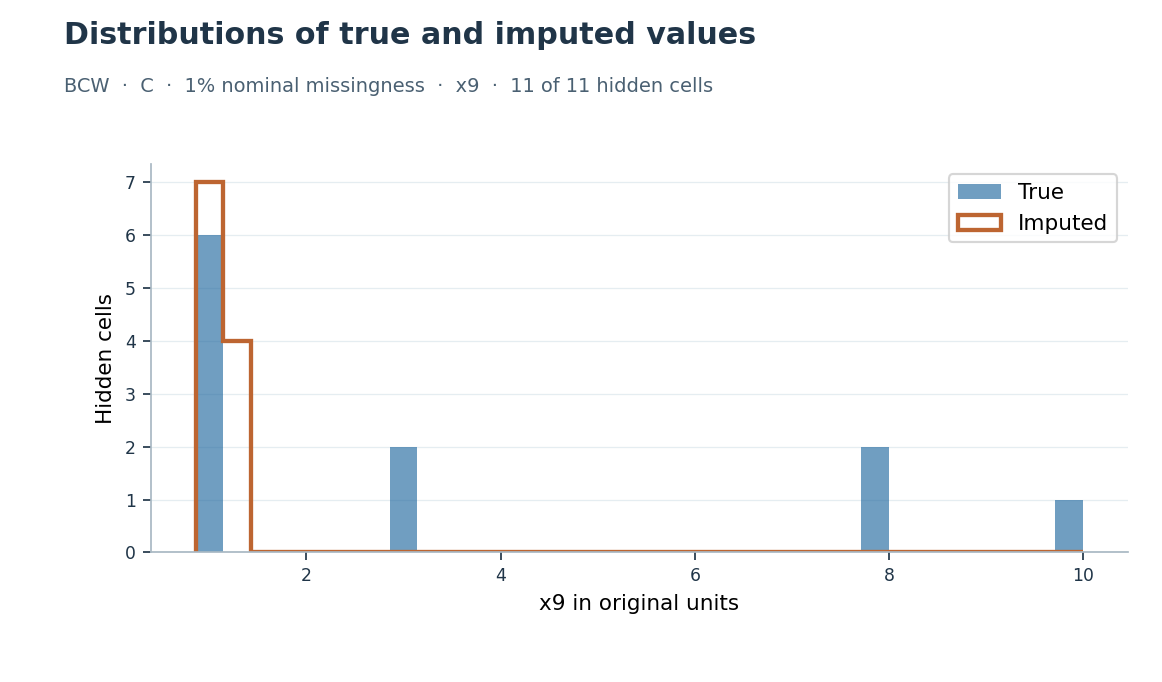 Distributions of true and imputed values
BCW · C · 1% nominal missingness · x9 · 11 of 11 hidden cells
True
Imputed
Hidden cells
7
6
5
4
3
2
1
0
2 4 6 8 10
x9 in original units